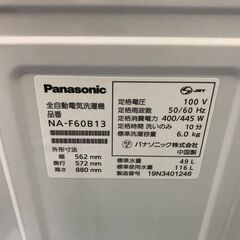 Panasonic
JET
全自動電気洗濯機
品番
NA-F60B13
外形寸法
幅 562 mm
奥行 572 mm
高さ 880 mm
定格電圧 100 V
定格周波数 50/60 Hz
定格消費電力 400/445 W
定格時間 洗いのみ 10分
標準洗濯容量 6.0 kg
パナソニック株式会社
中国製
標準水量 49 L
標準使用水量 116 L
製造番号 19N3401246